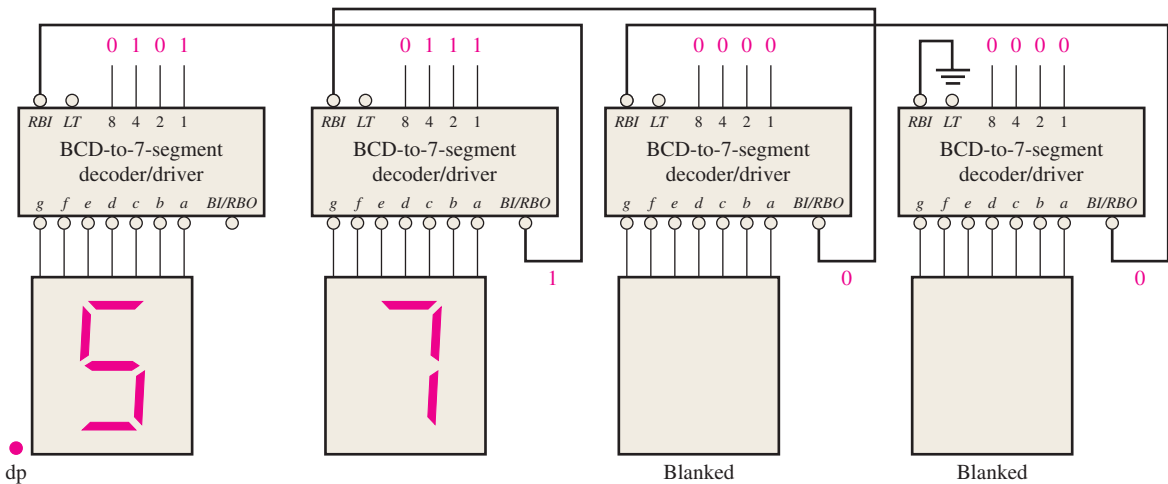 0 1 0 1 0 1 1 1 0 0 0 0 0 0 0 0
RBI LT 8 4 2 1 RBI LT 8 4 2 1 RBI LT 8 4 2 1 RBI LT 8 4 2 1
BCD-to-7-segment BCD-to-7-segment BCD-to-7-segment BCD-to-7-segment
decoder/driver decoder/driver decoder/driver decoder/driver
g f e d c b a BI/RBO g f e d c b a BI/RBO g f e d c b a BI/RBO g f e d c b a BI/RBO
1 0 0
5 7
dp Blanked Blanked